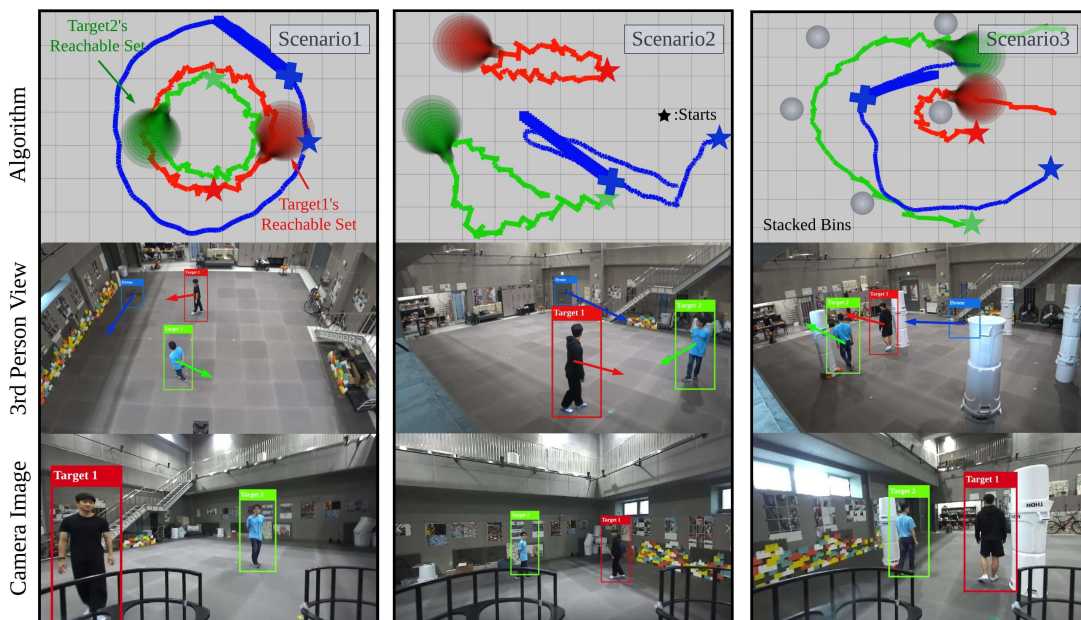 Algorithm
Target2's
Reachable Set
Scenario1
Target1's
Reachable Set
Scenario2
:Starts
Scenario3
Stacked Bins
3rd Person View
Drone
Target 1
Target 2
Drone
Target 1
Target 2
Target 2
Target 1
Drone
THOR
Camera Image
Target 1
Target 2
Target 2
Target 1
Target 2
Target 1
THOR